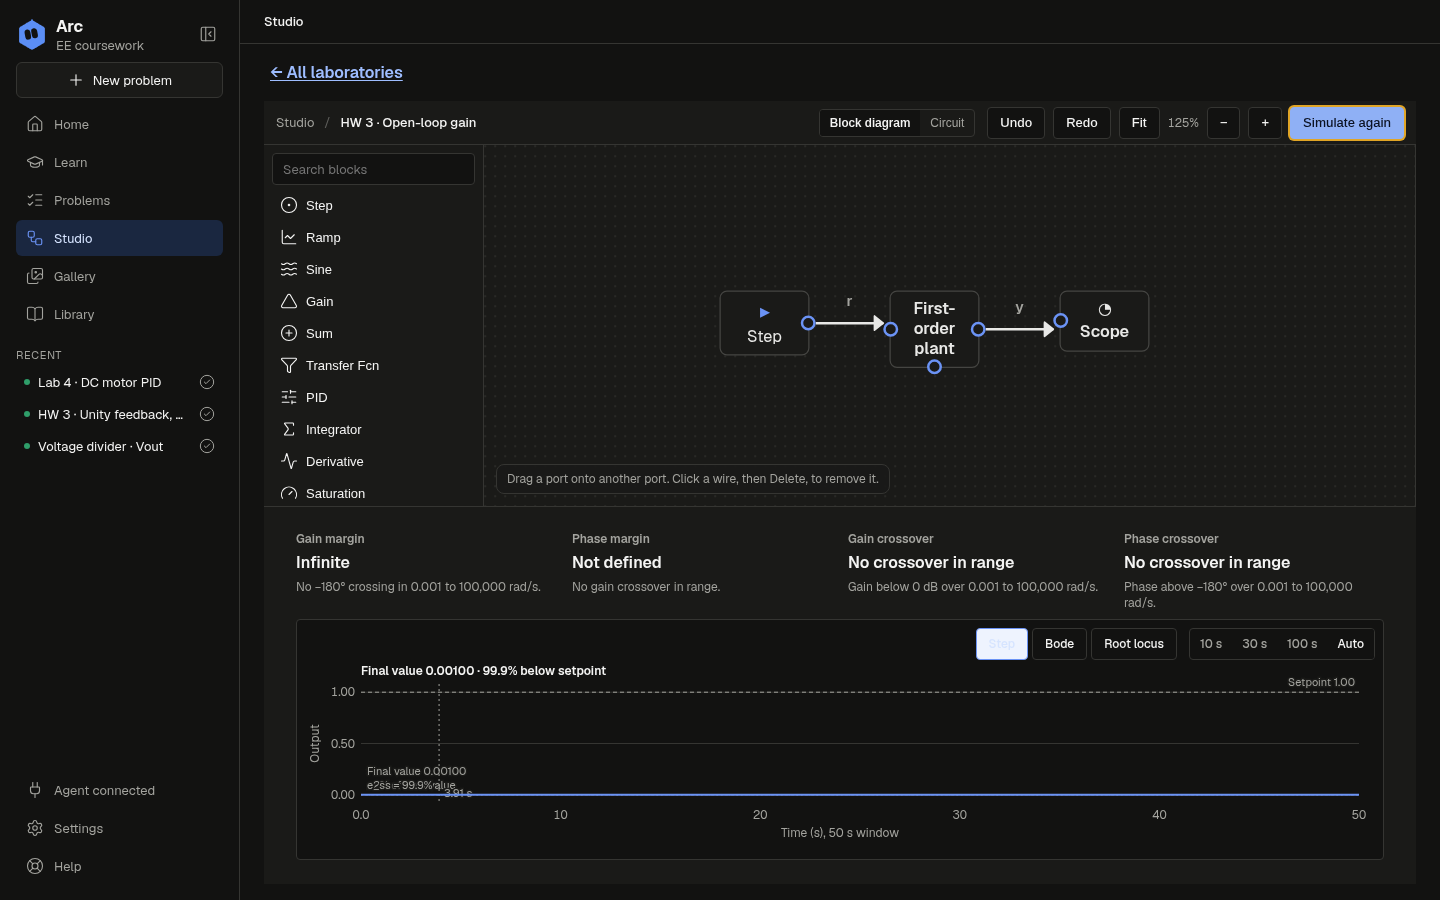 Arc
EE coursework
New problem
Home
Learn
Problems
Studio
Gallery
Library
RECENT
Lab 4 · DC motor PID
HW 3 · Unity feedback, ...
Voltage divider · Vout
Agent connected
Settings
Help
Studio
← All laboratories
Studio / HW 3 · Open-loop gain
Block diagram
Circuit
Undo
Redo
Fit
125%
−
+
Simulate again
Search blocks
Step
Ramp
Sine
Gain
Sum
Transfer Fcn
PID
Integrator
Derivative
Saturation
Step
r
First-
order
plant
y
Scope
Drag a port onto another port. Click a wire, then Delete, to remove it.
Gain margin
Infinite
No −180° crossing in 0.001 to 100,000 rad/s.
Phase margin
Not defined
No gain crossover in range.
Gain crossover
No crossover in range
Gain below 0 dB over 0.001 to 100,000 rad/s.
Phase crossover
No crossover in range
Phase above −180° over 0.001 to 100,000
rad/s.
Step
Bode
Root locus
10 s
30 s
100 s
Auto
Final value 0.00100 · 99.9% below setpoint
Setpoint 1.00
1.00
0.50
0.00
Output
Final value 0.00100
3.91 s
0.0
10
20
30
40
50
Time (s), 50 s window